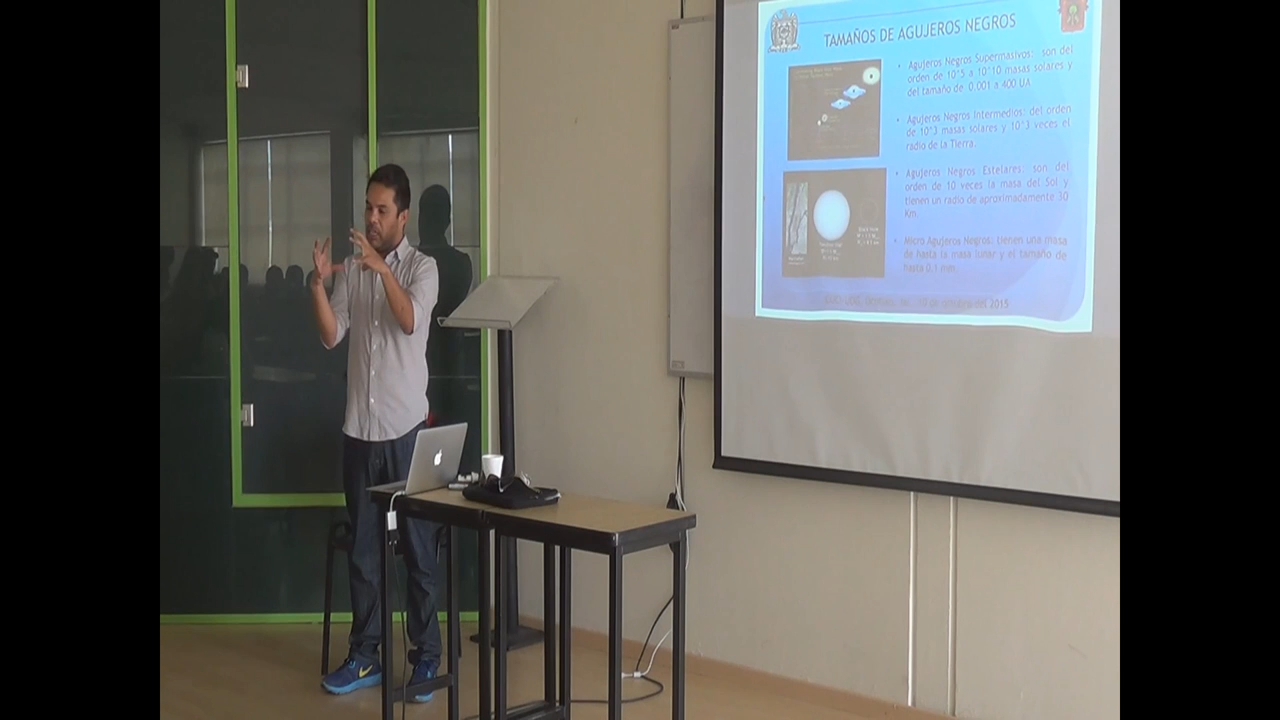 TAMAÑOS DE AGUJEROS NEGROS
• Agujeros Negros Supermasivos: son del
orden de 10^5 a 10^10 masas solares y
del tamaño de 0.001 a 400 UA
• Agujeros Negros Intermedios: del orden
de 10^3 masas solares y 10^3 veces el
radio de la Tierra.
• Agujeros Negros Estelares: son del
orden de 10 veces la masa del Sol y
tienen un radio de aproximadamente 30
Km.
• Micro Agujeros Negros: tienen una masa
de hasta la masa lunar y el tamaño de
hasta 0.1 mm.
10 de octubre del 2015